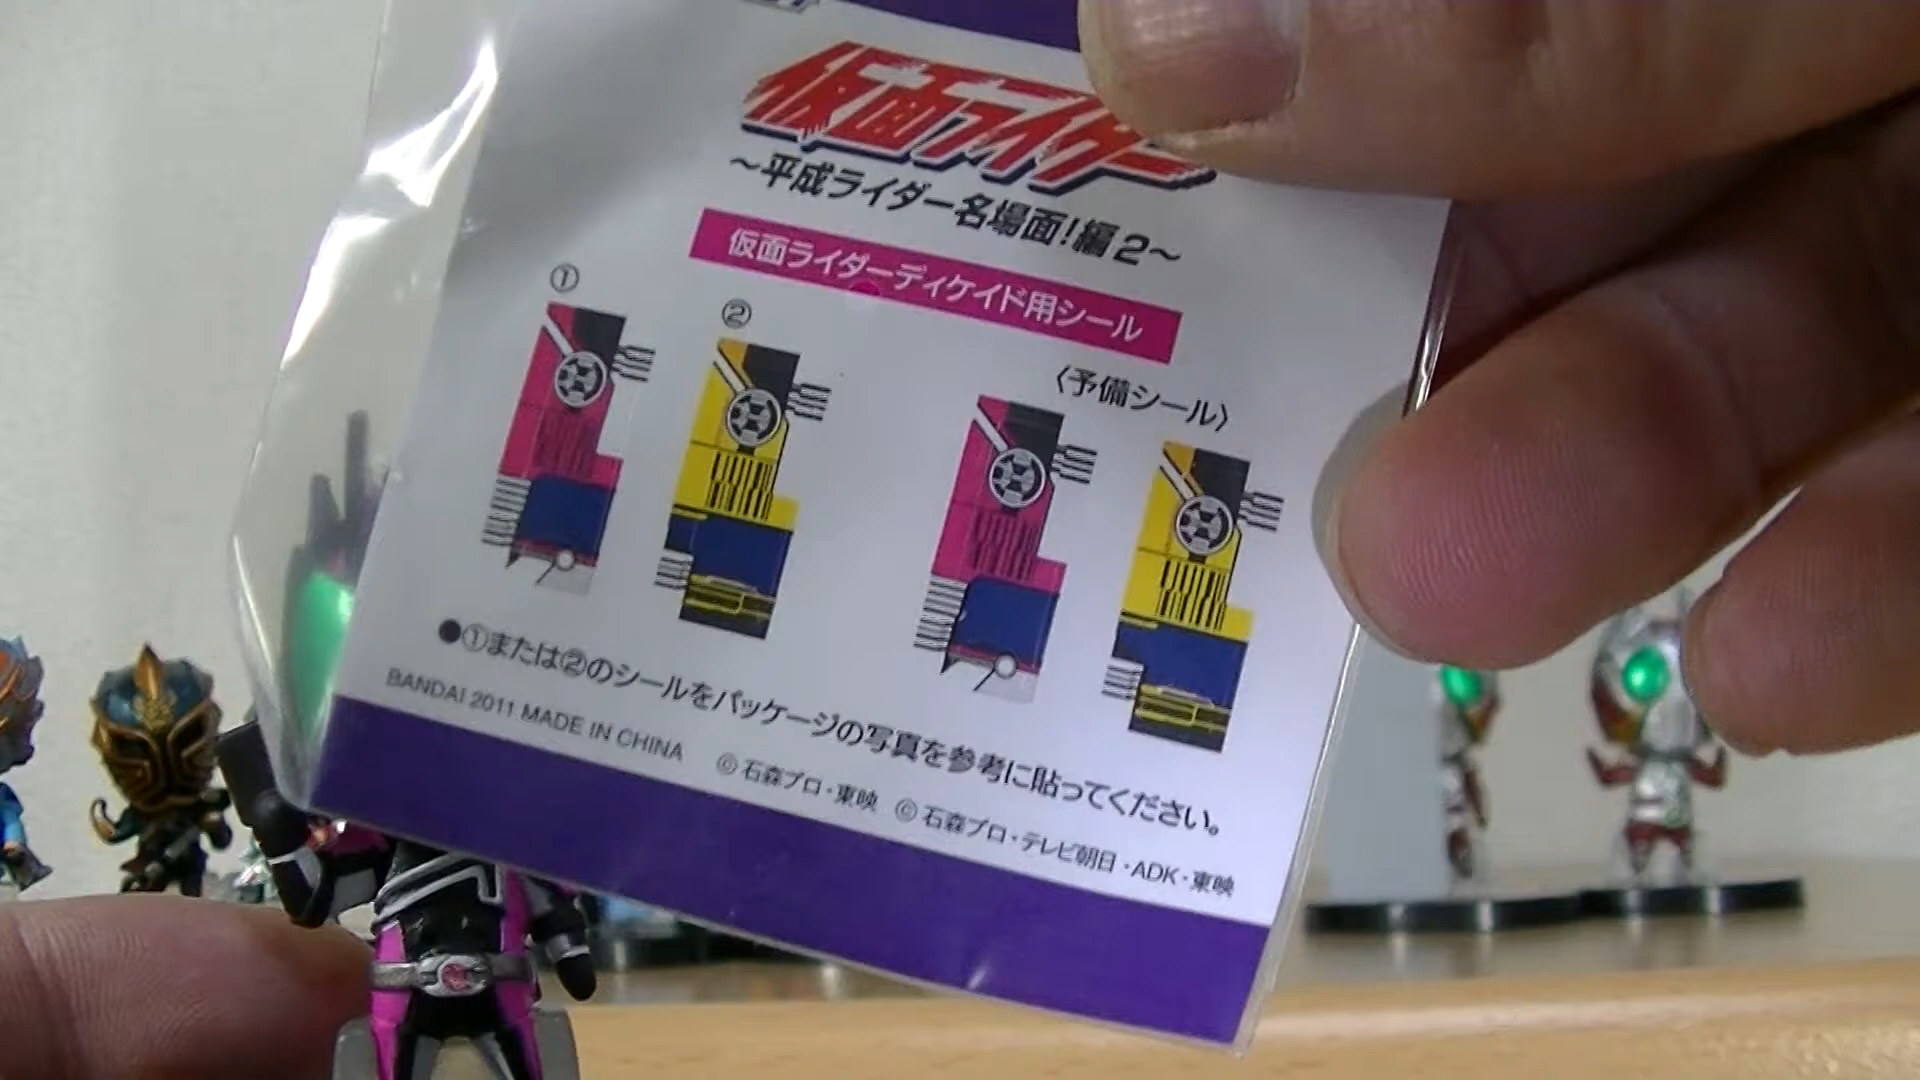 仮面ライダー
～平成ライダー名場面!編2～
仮面ライダーディケイド用シール
①
②
〈予備シール〉
●①または②のシールをパッケージの写真を参考に貼ってください。
BANDAI 2011 MADE IN CHINA
©石森プロ・東映 ©石森プロ・テレビ朝日・ADK・東映